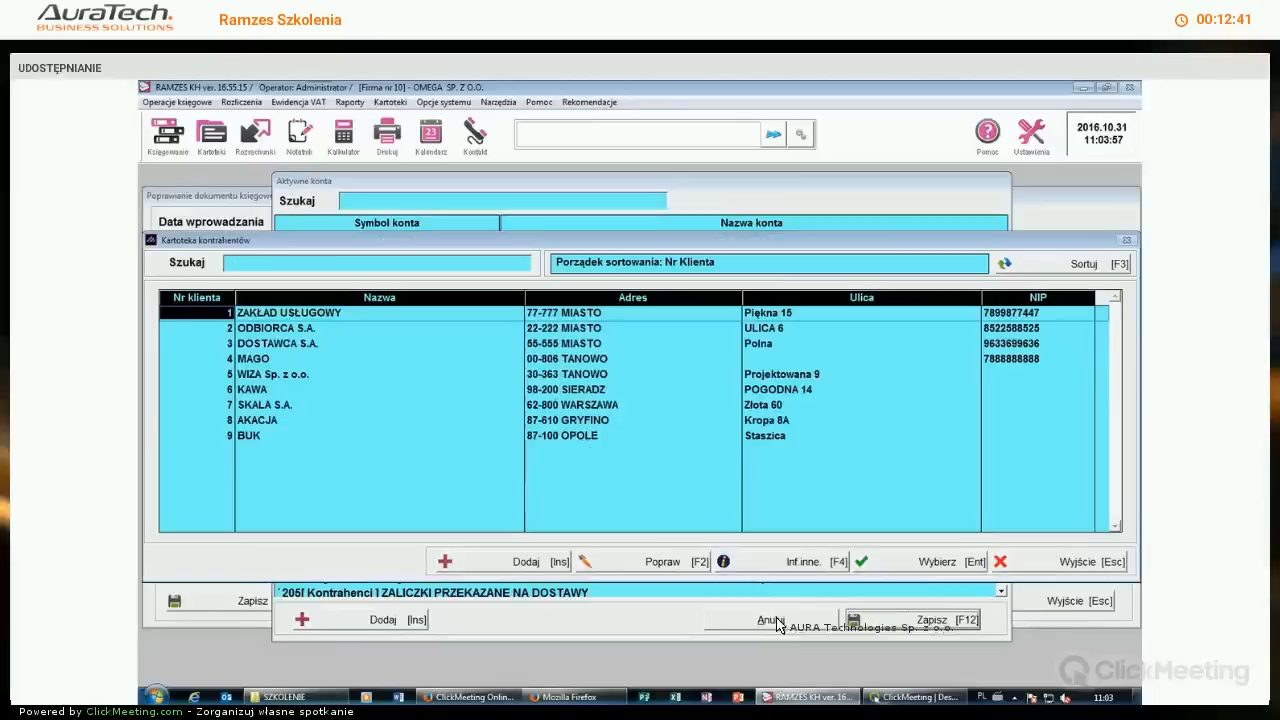 AuraTech.
BUSINESS SOLUTIONS
Ramzes Szkolenia
00:12:41
UDOSTĘPNIANIE
RAMZES KH ver. 16.55.15 / Operator: Administrator / [Firma nr 10] - OMEGA SP. Z O.O.
Operacje księgowe Rozliczenia Ewidencja VAT Raporty Kartoteki Opcje systemu Narzędzia Pomoc Rekomendacje
23
2016.10.31
11:03:57
Księgowanie Kartoteki Rozrachunki Notatnik Kalkulator Drukuj Kalendarz Kontakt Pomoc Ustawienia
Aktywne konta
Poprawianie dokumentu księgowe
Szukaj
Data wprowadzania Symbol konta Nazwa konta
Kartoteka kontrahentów
Szukaj Porządek sortowania: Nr Klienta Sortuj [F3]
Nr klienta Nazwa Adres Ulica NIP
1 ZAKŁAD USŁUGOWY 77-777 MIASTO Piękna 15 7899877447
2 ODBIORCA S.A. 22-222 MIASTO ULICA 6 8522588525
3 DOSTAWCA S.A. 55-555 MIASTO Polna 9633699636
4 MAGO 00-806 TANOWO 7888888888
5 WIZA Sp. z o.o. 30-363 TANOWO Projektowana 9
6 KAWA 98-200 SIERADZ POGODNA 14
7 SKALA S.A. 62-800 WARSZAWA Złota 60
8 AKACJA 87-610 GRYFINO Kropa 8A
9 BUK 87-100 OPOLE Staszica
Dodaj [Ins] Popraw [F2] Inf.inne. [F4] Wybierz [Ent] Wyjście [Esc]
205[ Kontrahenci ] ZALICZKI PRZEKAZANE NA DOSTAWY
Zapisz Wyjście [Esc]
Dodaj [Ins] Anuluj Zapisz [F12]
AURA Technologies Sp. z o.o.
ClickMeeting
SZKOLENIE ClickMeeting Onlin... Mozilla Firefox RAMZES KH ver. 16... ClickMeeting | Des... PL 11:03
Powered by ClickMeeting.com - Zorganizuj własne spotkanie